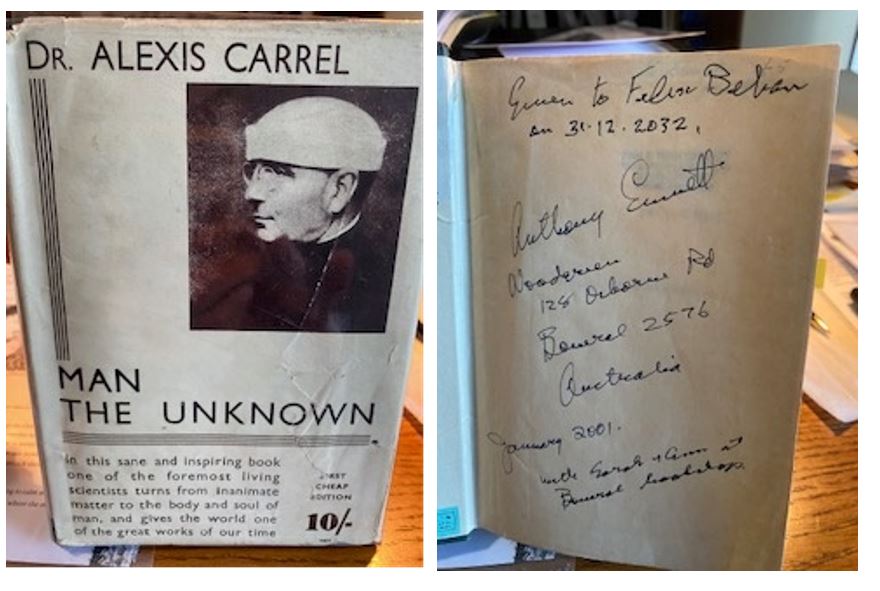 DR. ALEXIS CARREL
MAN
THE UNKNOWN
In this sane and inspiring book
one of the foremost living
scientists turns from inanimate
matter to the body and soul of
man, and gives the world one
of the great works of our time
FIRST
CHEAP
EDITION
10/-
Given to Felix Behan
on 31.12.2032.
Anthony Emmett
128 Osborne Rd
Bowral 2576
Australia
January 2001.
with Sarah + Ann at
Bowral bookshop.